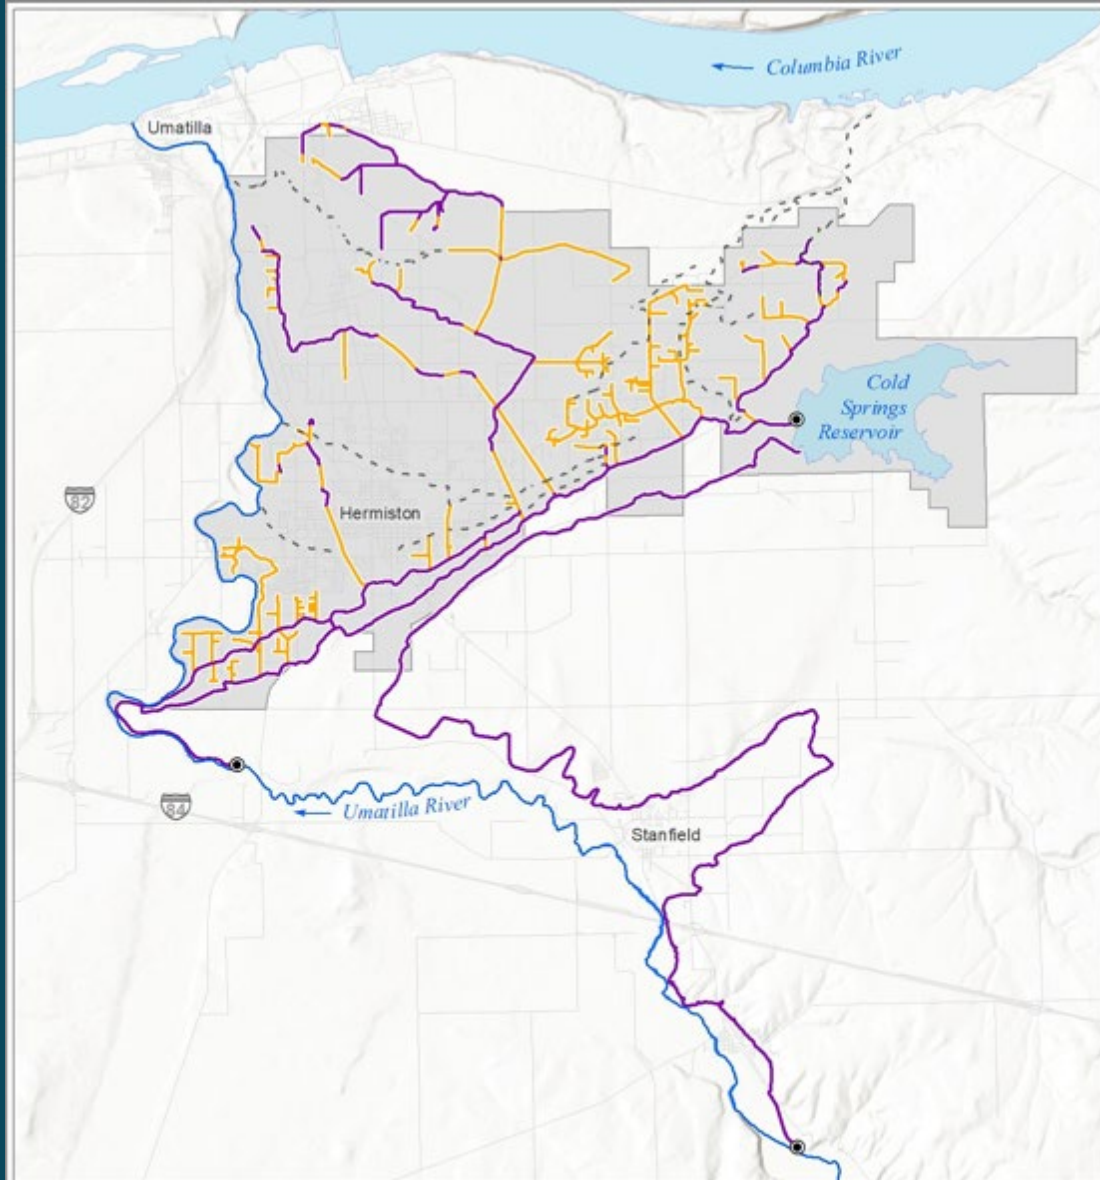 Columbia River
Umatilla
Cold
Springs
Reservoir
82
Hermiston
84
Umatilla River
Stanfield